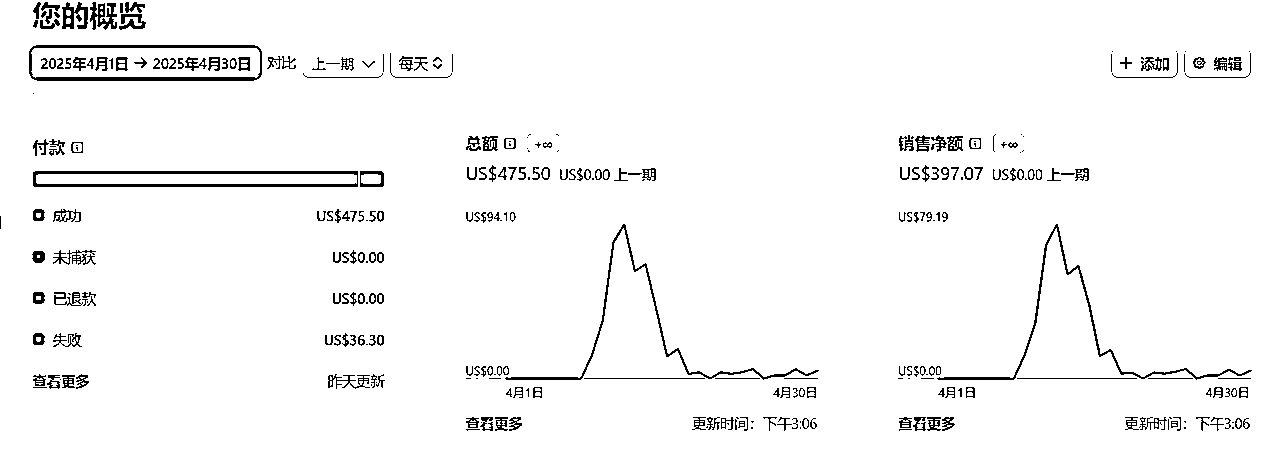 您的概览
2025年4月1日 → 2025年4月30日 对比 上一期 每天
+ 添加 编辑
付款
成功 US$475.50
未捕获 US$0.00
已退款 US$0.00
失败 US$36.30
查看更多 昨天更新
总额 +∞
US$475.50 US$0.00 上一期
US$94.10
US$0.00
4月1日 4月30日
查看更多 更新时间：下午3:06
销售净额 +∞
US$397.07 US$0.00 上一期
US$79.19
US$0.00
4月1日 4月30日
查看更多 更新时间：下午3:06